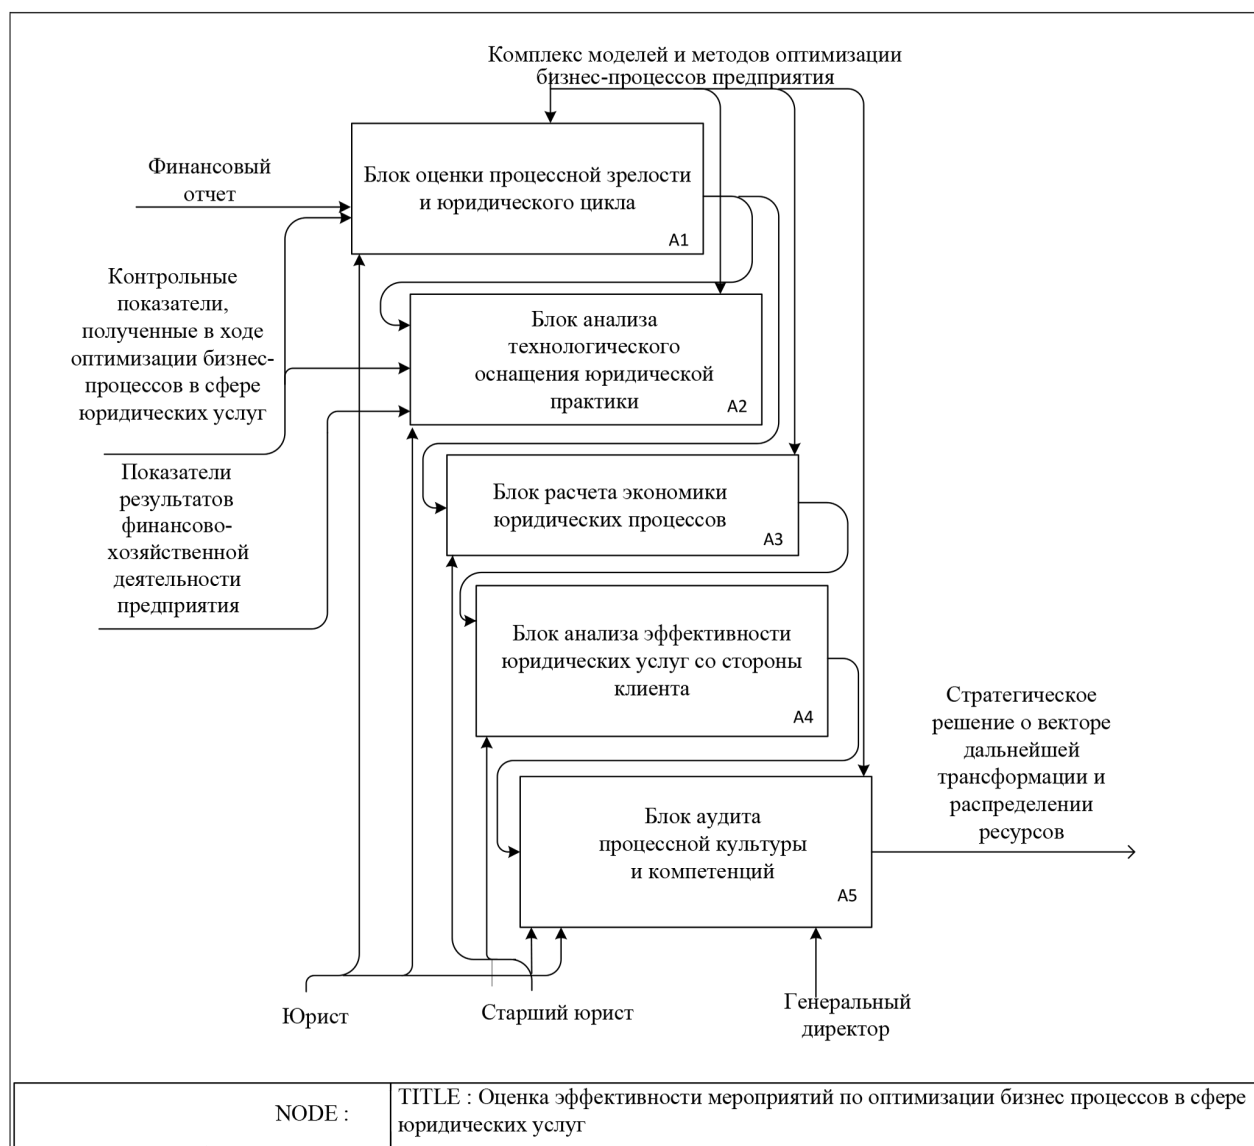 Комплекс моделей и методов оптимизации
бизнес-процессов предприятия
Финансовый
отчет
Блок оценки процессной зрелости
и юридического цикла
A1
Контрольные
показатели,
полученные в ходе
оптимизации бизнес-
процессов в сфере
юридических услуг
Блок анализа
технологического
оснащения юридической
практики
A2
Показатели
результатов
финансово-
хозяйственной
деятельности
предприятия
Блок расчета экономики
юридических процессов
A3
Блок анализа эффективности
юридических услуг со стороны
клиента
A4
Стратегическое
решение о векторе
дальнейшей
трансформации и
распределении
ресурсов
Блок аудита
процессной культуры
и компетенций
A5
Юрист
Старший юрист
Генеральный
директор
NODE :
TITLE : Оценка эффективности мероприятий по оптимизации бизнес процессов в сфере
юридических услуг